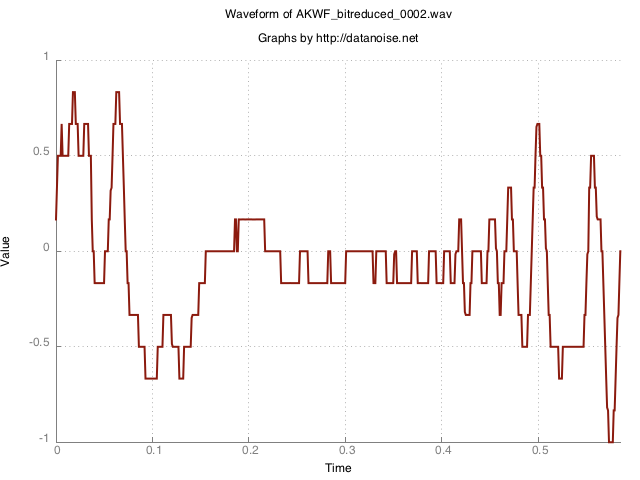 Waveform of AKWF_bitreduced_0002.wav
Graphs by http://datanoise.net
1
0.5
0
-0.5
-1
Value
0 0.1 0.2 0.3 0.4 0.5
Time